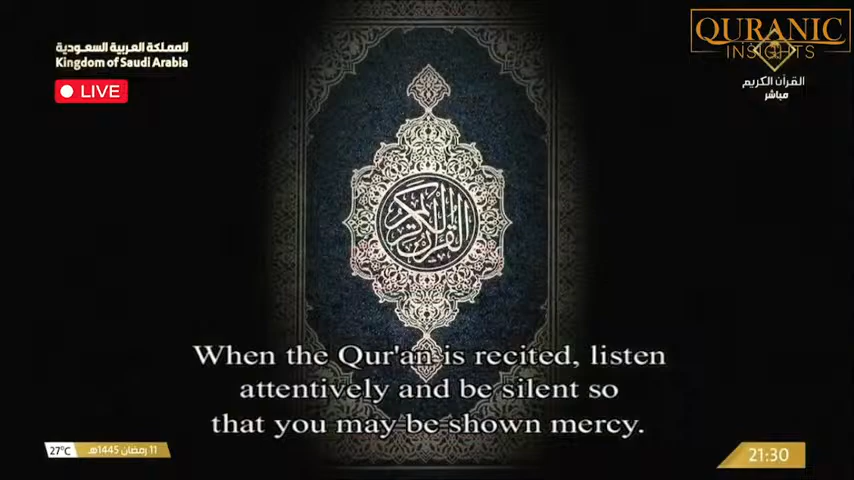 المملكة العربية السعودية
Kingdom of Saudi Arabia
LIVE
QURANIC
INSIGHTS
القرآن الكريم
مباشر
القرآن الكريم
When the Qur'an is recited, listen
attentively and be silent so
that you may be shown mercy.
27°C
11 رمضان 1445هـ
21:30